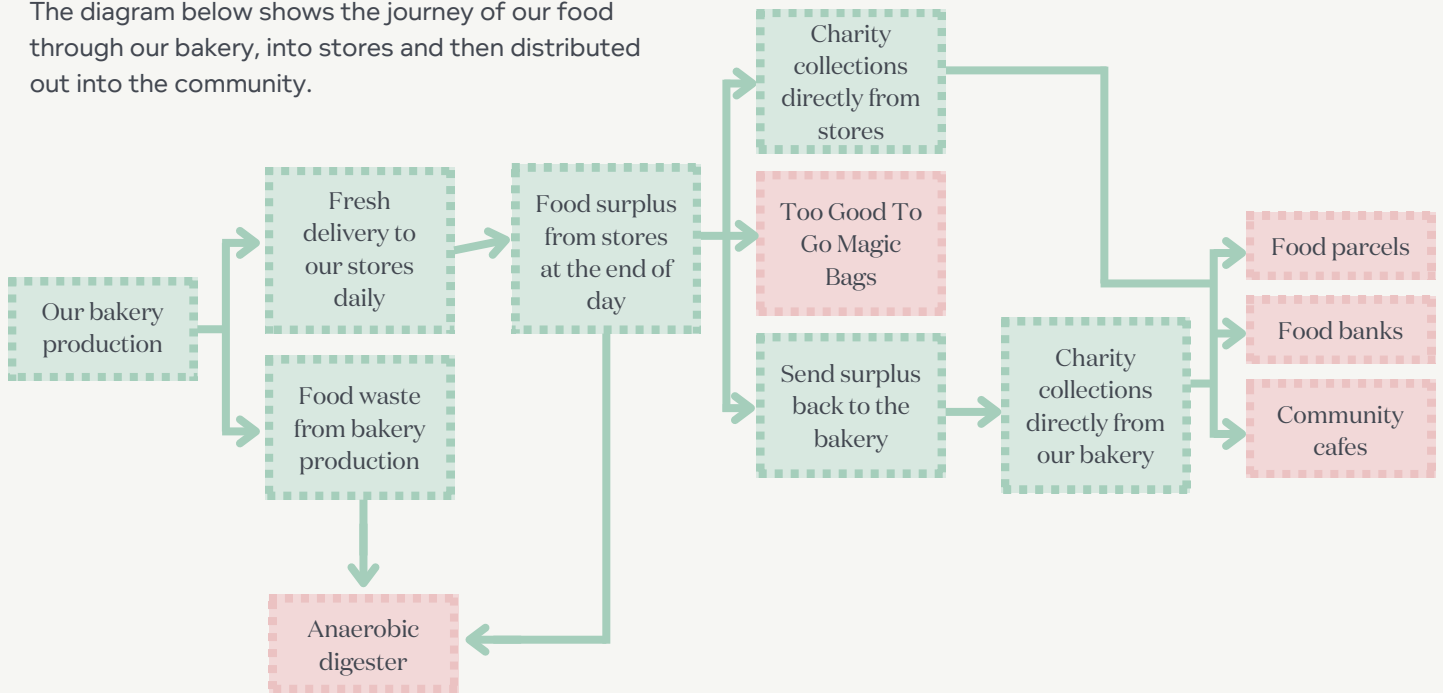 The diagram below shows the journey of our food
through our bakery, into stores and then distributed
out into the community.
Our bakery
production
Fresh
delivery to
our stores
daily
Food waste
from bakery
production
Anaerobic
digester
Food surplus
from stores
at the end of
day
Charity
collections
directly from
stores
Too Good To
Go Magic
Bags
Send surplus
back to the
bakery
Charity
collections
directly from
our bakery
Food parcels
Food banks
Community
cafes